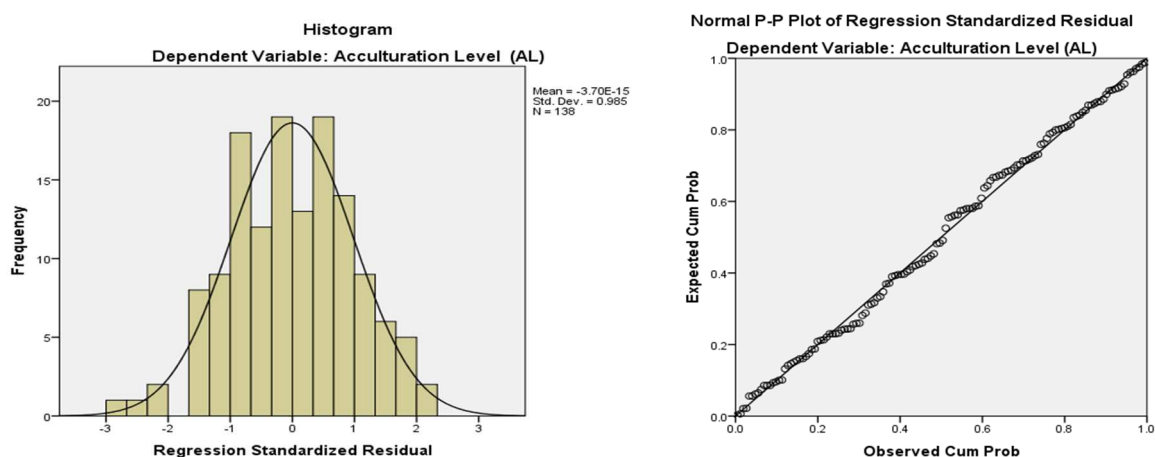 Histogram
Dependent Variable: Acculturation Level (AL)
Mean = -3.70E-15
Std. Dev. = 0.985
N = 138
20
15
10
5
0
Frequency
-3 -2 -1 0 1 2 3
Regression Standardized Residual
Normal P-P Plot of Regression Standardized Residual
Dependent Variable: Acculturation Level (AL)
1.0
0.8
0.6
0.4
0.2
0.0
Expected Cum Prob
0.0 0.2 0.4 0.6 0.8 1.0
Observed Cum Prob